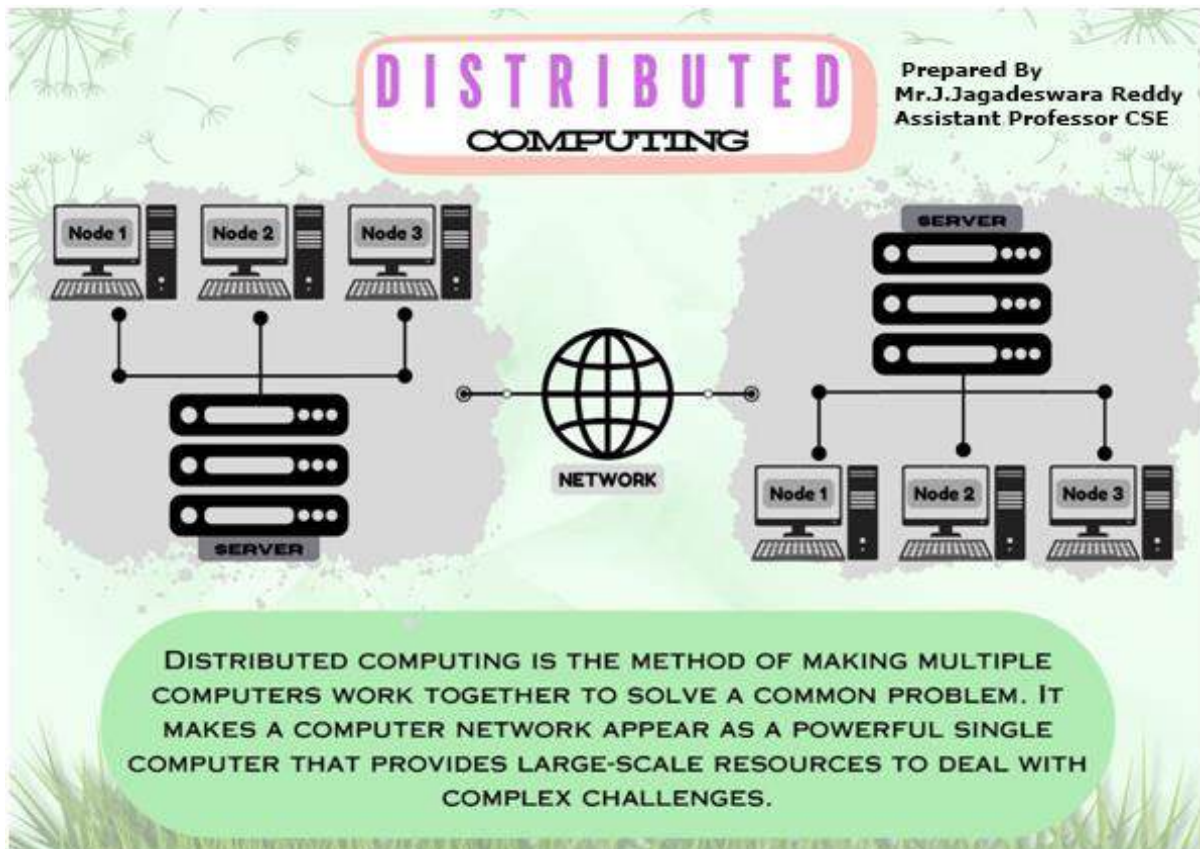 DISTRIBUTED
COMPUTING
Prepared By
Mr.J.Jagadeswara Reddy
Assistant Professor CSE
Node 1
Node 2
Node 3
SERVER
NETWORK
SERVER
Node 1
Node 2
Node 3
DISTRIBUTED COMPUTING IS THE METHOD OF MAKING MULTIPLE
COMPUTERS WORK TOGETHER TO SOLVE A COMMON PROBLEM. IT
MAKES A COMPUTER NETWORK APPEAR AS A POWERFUL SINGLE
COMPUTER THAT PROVIDES LARGE-SCALE RESOURCES TO DEAL WITH
COMPLEX CHALLENGES.